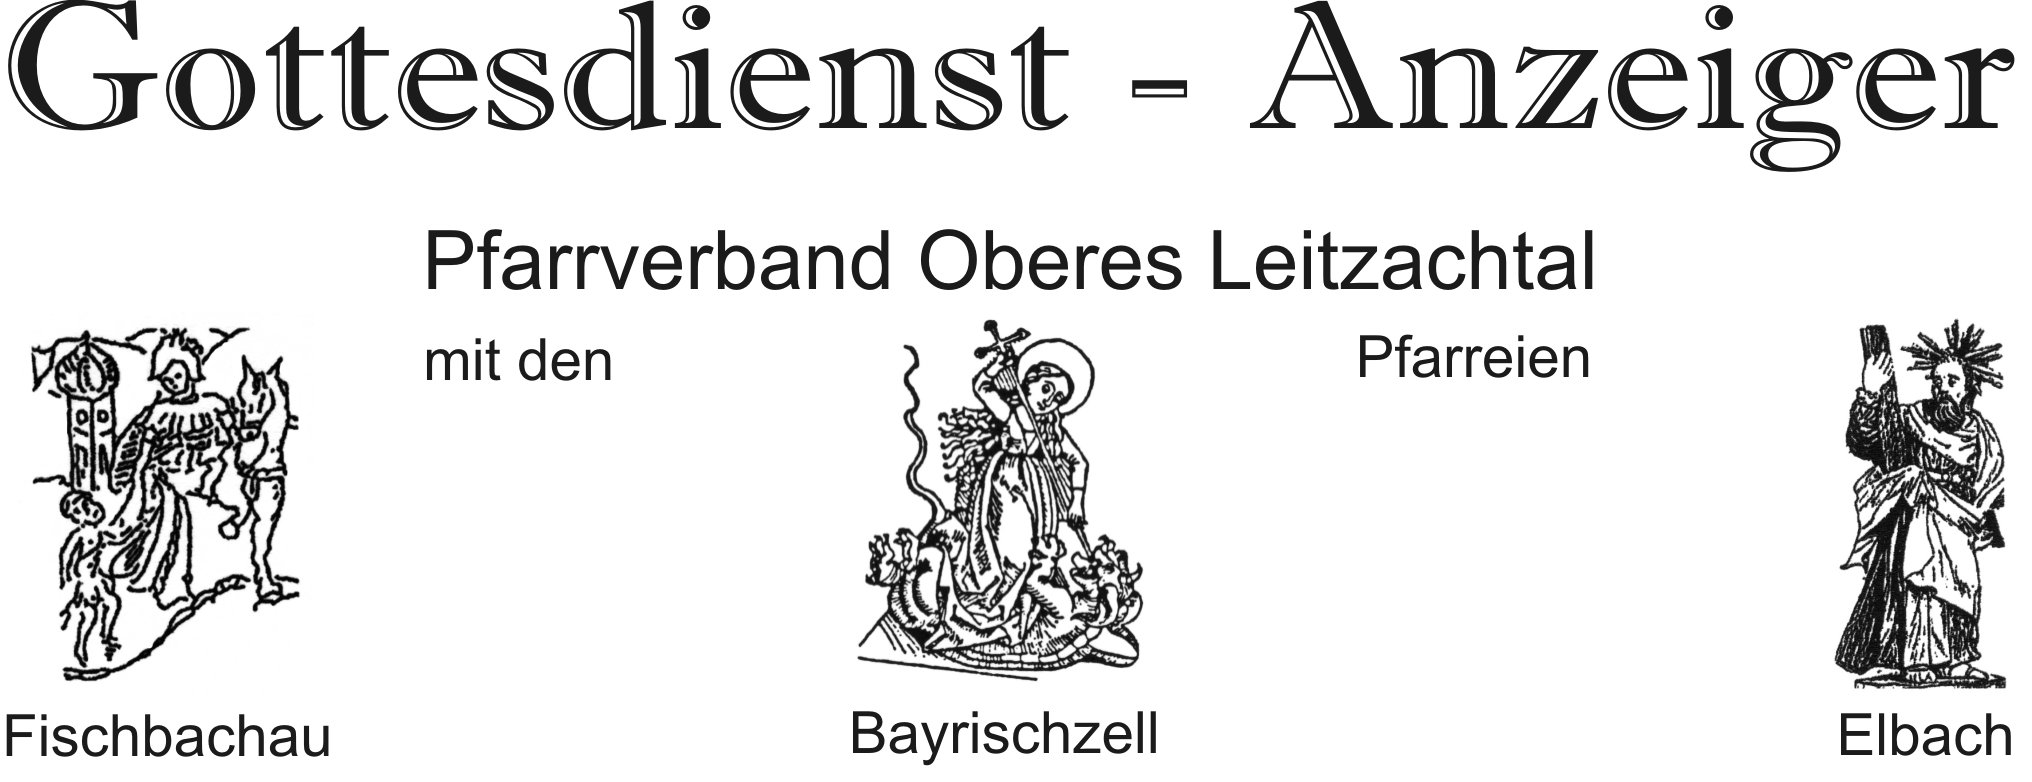 Gottesdienst - Anzeiger
Pfarrverband Oberes Leitzachtal
mit den Pfarreien
Fischbachau Bayrischzell Elbach